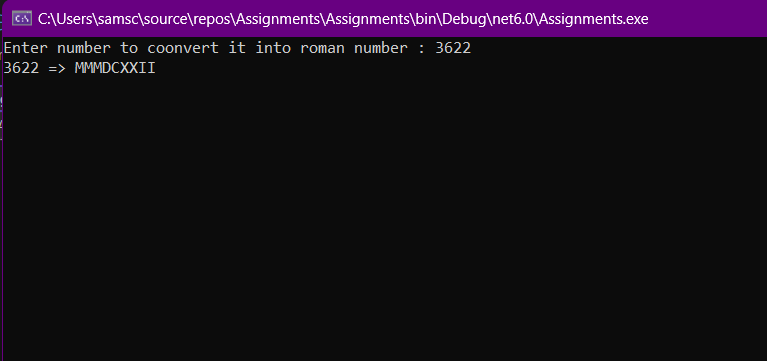 C:\Users\samsc\source\repos\Assignments\Assignments\bin\Debug\net6.0\Assignments.exe
Enter number to coonvert it into roman number : 3622
3622 => MMMDCXXII